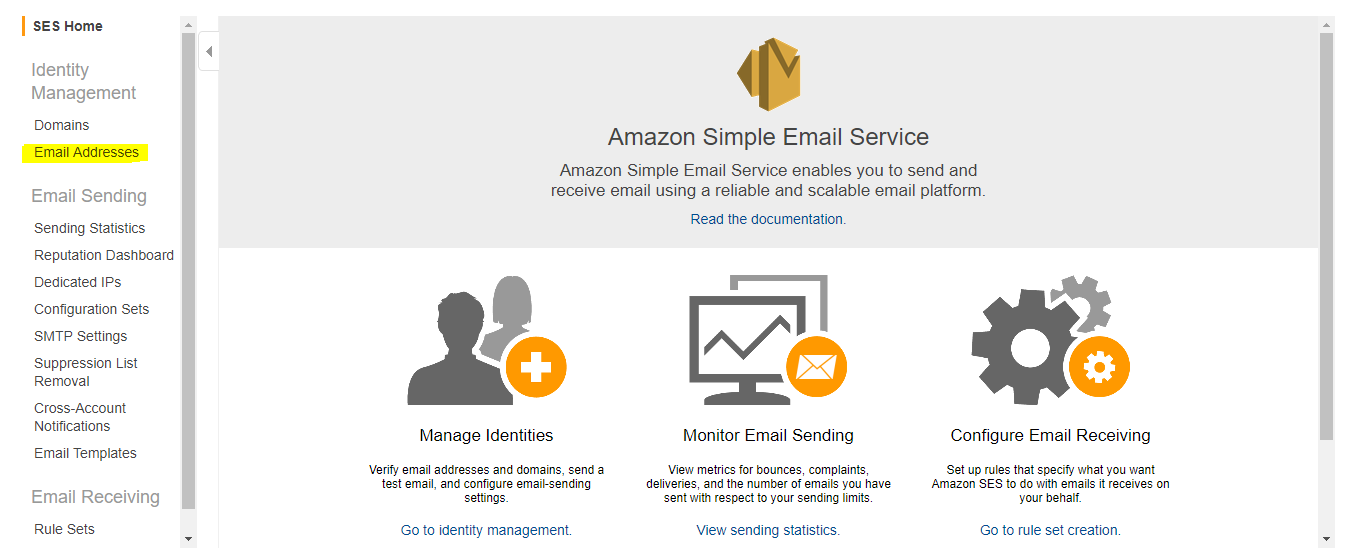 SES Home
Identity
Management
Domains
Email Addresses
Email Sending
Sending Statistics
Reputation Dashboard
Dedicated IPs
Configuration Sets
SMTP Settings
Suppression List
Removal
Cross-Account
Notifications
Email Templates
Email Receiving
Rule Sets
Amazon Simple Email Service
Amazon Simple Email Service enables you to send and
receive email using a reliable and scalable email platform.
Read the documentation.
Manage Identities
Verify email addresses and domains, send a
test email, and configure email-sending
settings.
Go to identity management.
Monitor Email Sending
View metrics for bounces, complaints,
deliveries, and the number of emails you have
sent with respect to your sending limits.
View sending statistics.
Configure Email Receiving
Set up rules that specify what you want
Amazon SES to do with emails it receives on
your behalf.
Go to rule set creation.